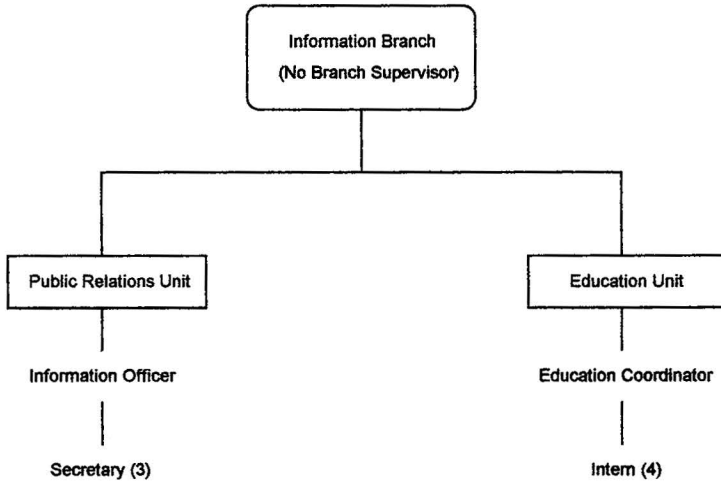 Information Branch
(No Branch Supervisor)
Public Relations Unit
Education Unit
Information Officer
Education Coordinator
Secretary (3)
Intern (4)